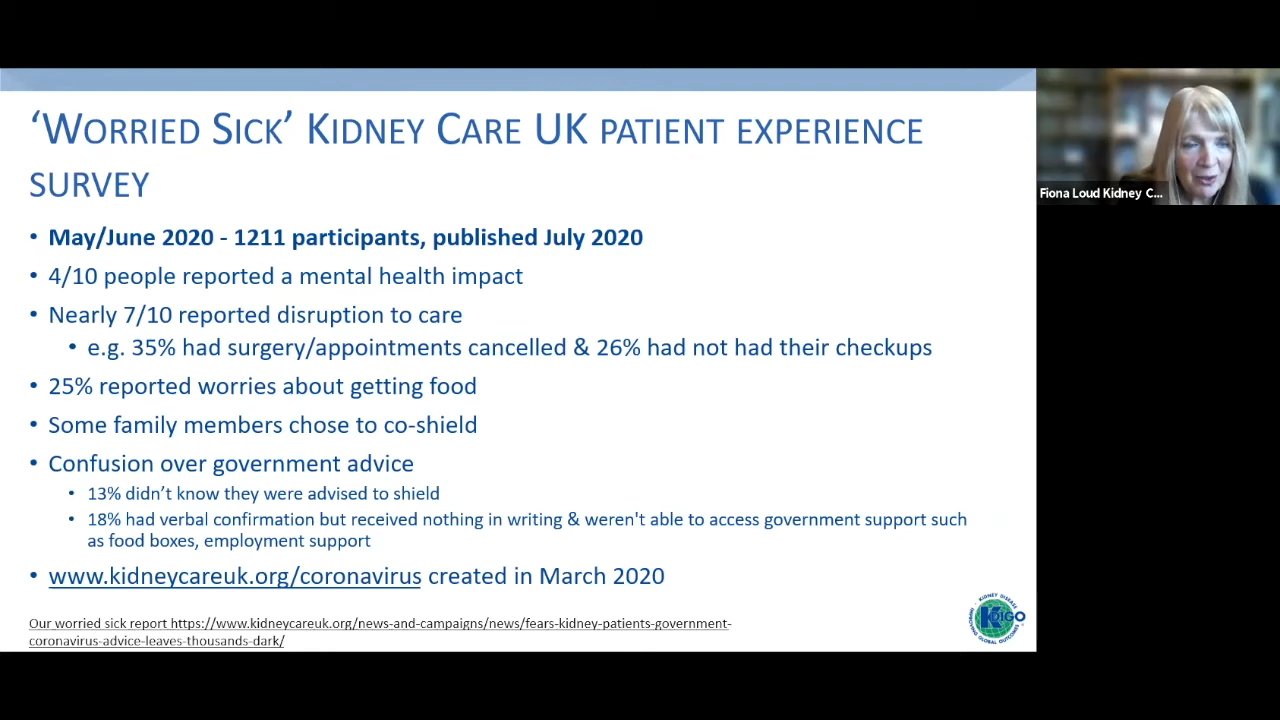 ‘WORRIED SICK’ KIDNEY CARE UK PATIENT EXPERIENCE
SURVEY
• May/June 2020 - 1211 participants, published July 2020
• 4/10 people reported a mental health impact
• Nearly 7/10 reported disruption to care
• e.g. 35% had surgery/appointments cancelled & 26% had not had their checkups
• 25% reported worries about getting food
• Some family members chose to co-shield
• Confusion over government advice
• 13% didn’t know they were advised to shield
• 18% had verbal confirmation but received nothing in writing & weren't able to access government support such
as food boxes, employment support
• www.kidneycareuk.org/coronavirus created in March 2020
Our worried sick report https://www.kidneycareuk.org/news-and-campaigns/news/fears-kidney-patients-government-
coronavirus-advice-leaves-thousands-dark/
KIDNEY DISEASE
KDIGO
IMPROVING GLOBAL OUTCOMES
Fiona Loud Kidney C...